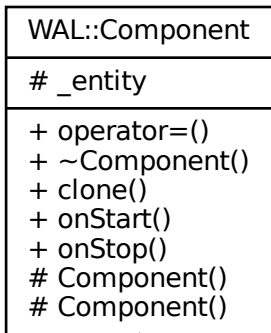 WAL::Component
# _entity
+ operator=()
+ ~Component()
+ clone()
+ onStart()
+ onStop()
# Component()
# Component()